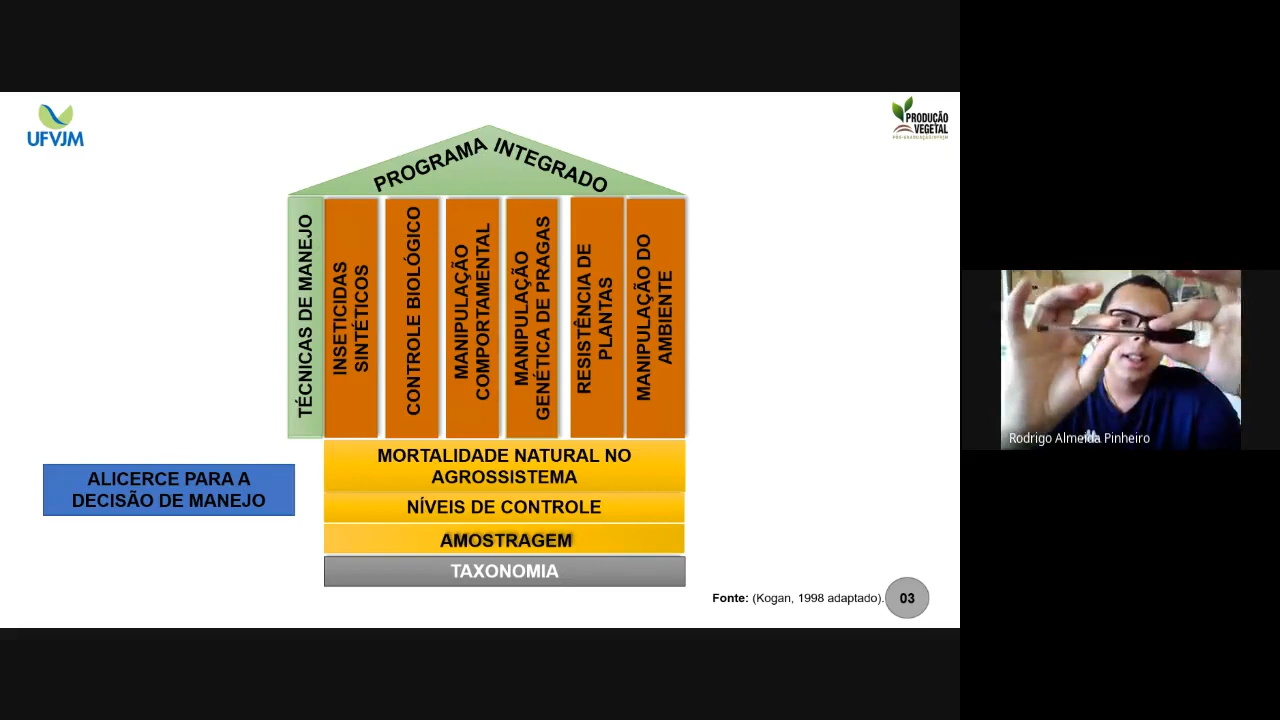 UFVJM
PRODUÇÃO
VEGETAL
PROGRAMA INTEGRADO
TÉCNICAS DE MANEJO
INSETICIDAS
SINTÉTICOS
CONTROLE BIOLÓGICO
MANIPULAÇÃO
COMPORTAMENTAL
MANIPULAÇÃO
GENÉTICA DE PRAGAS
RESISTÊNCIA DE
PLANTAS
MANIPULAÇÃO DO
AMBIENTE
MORTALIDADE NATURAL NO
AGROSSISTEMA
ALICERCE PARA A
DECISÃO DE MANEJO
NÍVEIS DE CONTROLE
AMOSTRAGEM
TAXONOMIA
Fonte: (Kogan, 1998 adaptado).
03
Rodrigo Almeida Pinheiro